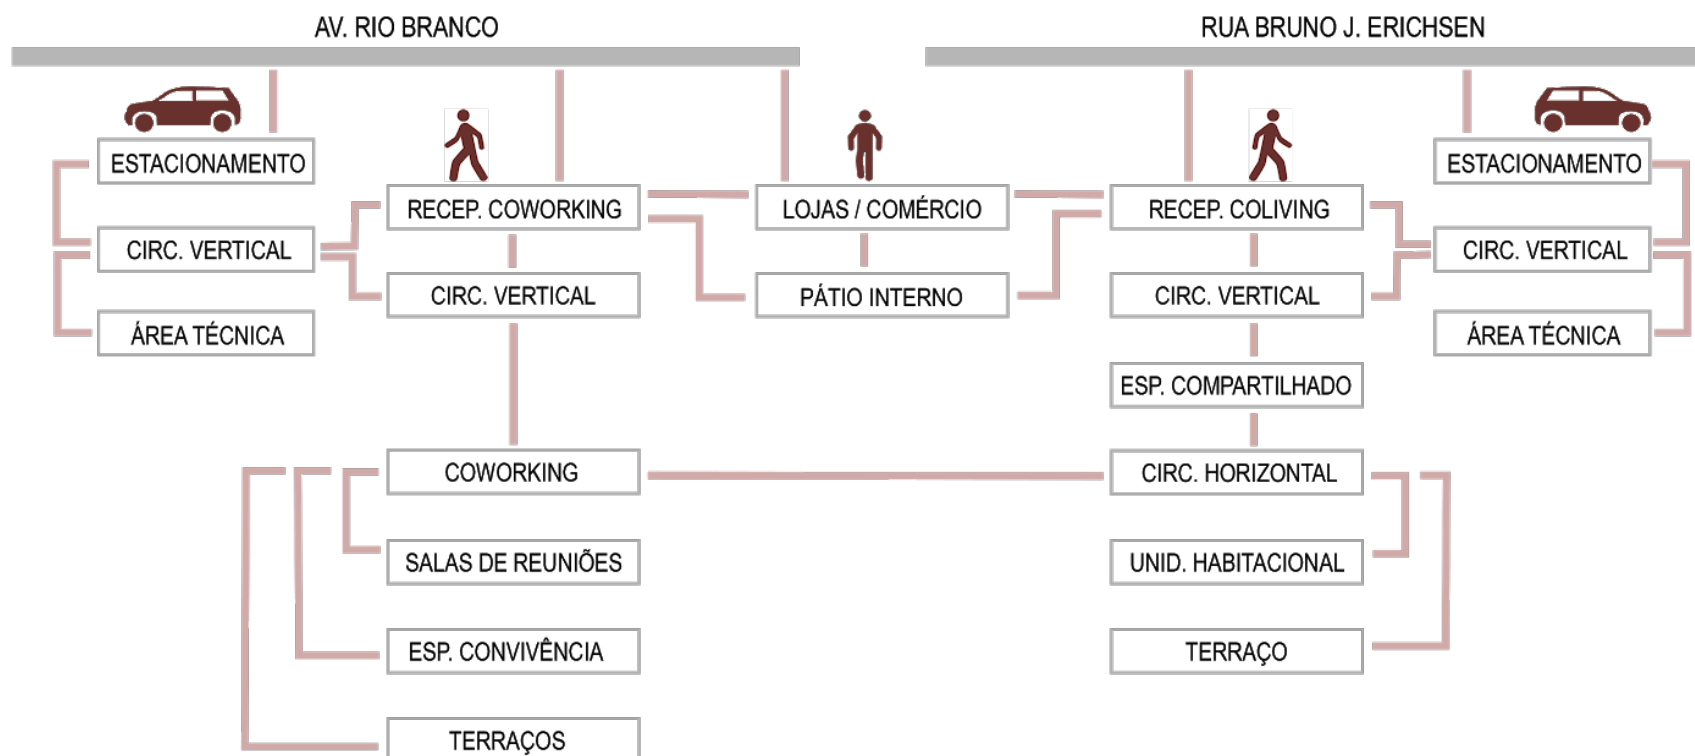 AV. RIO BRANCO
RUA BRUNO J. ERICHSEN
ESTACIONAMENTO
ESTACIONAMENTO
RECEP. COWORKING
LOJAS / COMÉRCIO
RECEP. COLIVING
CIRC. VERTICAL
CIRC. VERTICAL
CIRC. VERTICAL
PÁTIO INTERNO
CIRC. VERTICAL
ÁREA TÉCNICA
ÁREA TÉCNICA
ESP. COMPARTILHADO
COWORKING
CIRC. HORIZONTAL
SALAS DE REUNIÕES
UNID. HABITACIONAL
ESP. CONVIVÊNCIA
TERRAÇO
TERRAÇOS